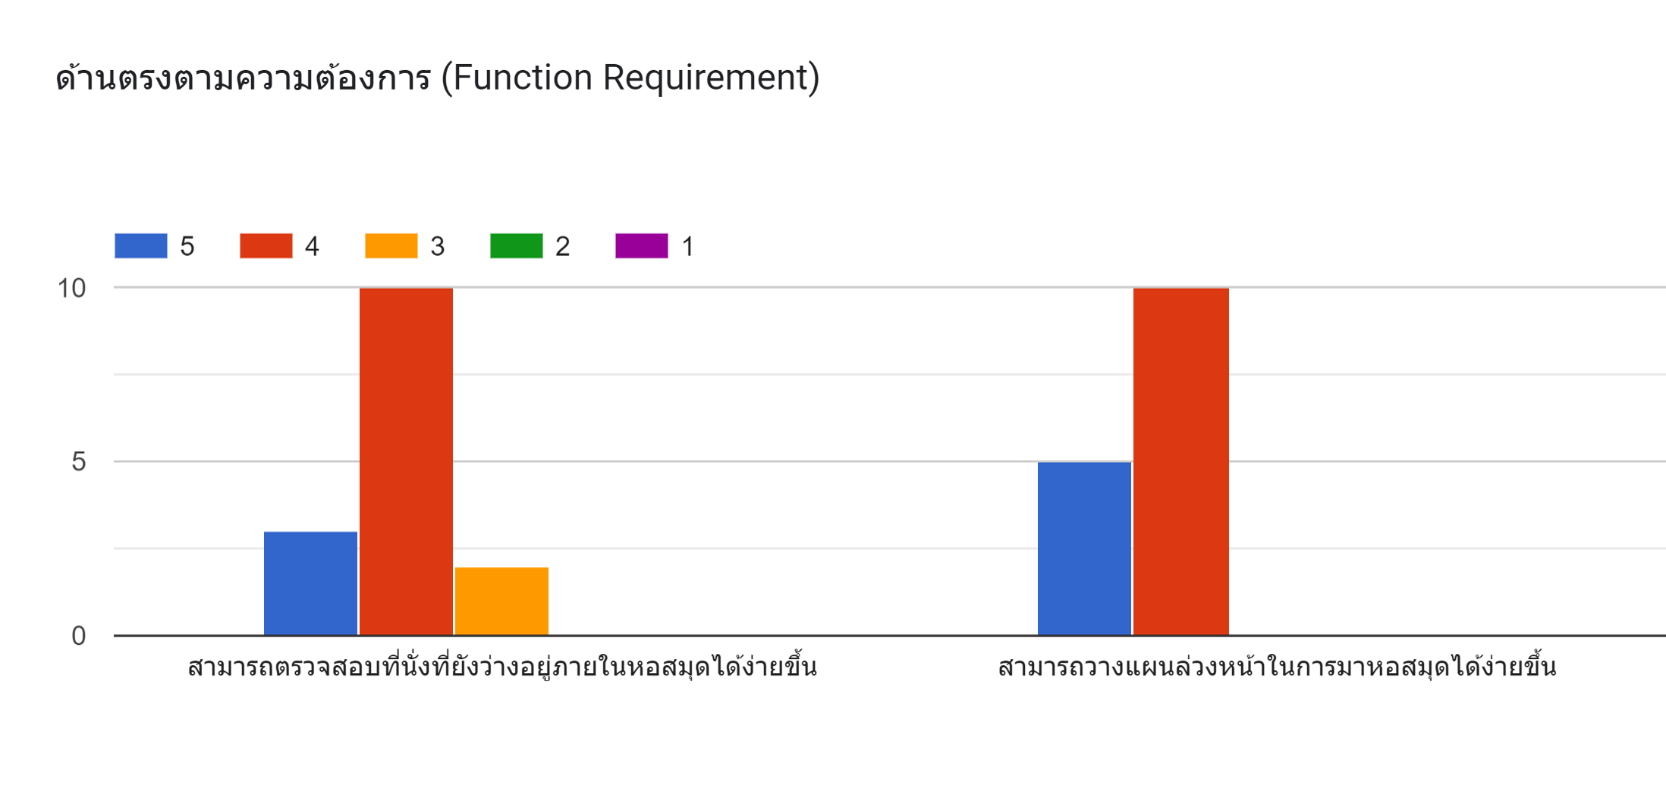 ด้านตรงตามความต้องการ (Function Requirement)
5 4 3 2 1
10
5
0
สามารถตรวจสอบที่นั่งที่ยังว่างอยู่ภายในหอสมุดได้ง่ายขึ้น สามารถวางแผนล่วงหน้าในการมาหอสมุดได้ง่ายขึ้น